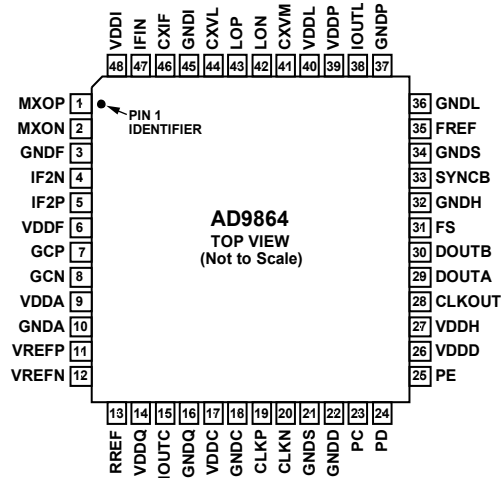 VDDI IFIN CXIF GNDI CXVL LOP LON CXVM VDDL VDDP IOUTL GNDP
48 47 46 45 44 43 42 41 40 39 38 37
MXOP 1
MXON 2
GNDF 3
IF2N 4
IF2P 5
VDDF 6
GCP 7
GCN 8
VDDA 9
GNDA 10
VREFP 11
VREFN 12
PIN 1
IDENTIFIER
AD9864
TOP VIEW
(Not to Scale)
36 GNDL
35 FREF
34 GNDS
33 SYNCB
32 GNDH
31 FS
30 DOUTB
29 DOUTA
28 CLKOUT
27 VDDH
26 VDDD
25 PE
13 14 15 16 17 18 19 20 21 22 23 24
RREF VDDQ IOUTC GNDQ VDDC GNDC CLKP CLKN GNDS GNDD PC PD